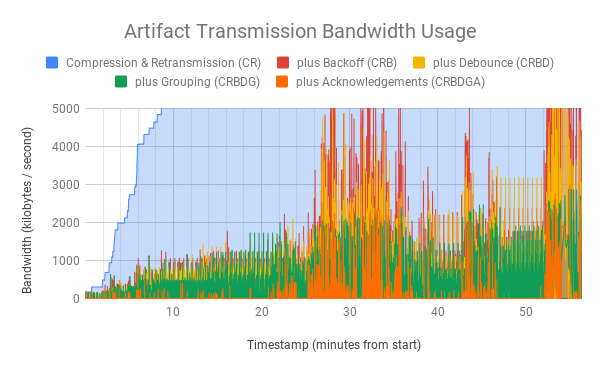 Artifact Transmission Bandwidth Usage
Compression & Retransmission (CR) plus Backoff (CRB) plus Debounce (CRBD)
plus Grouping (CRBDG) plus Acknowledgements (CRBDGA)
Bandwidth (kilobytes / second)
5000
4000
3000
2000
1000
0
10 20 30 40 50
Timestamp (minutes from start)